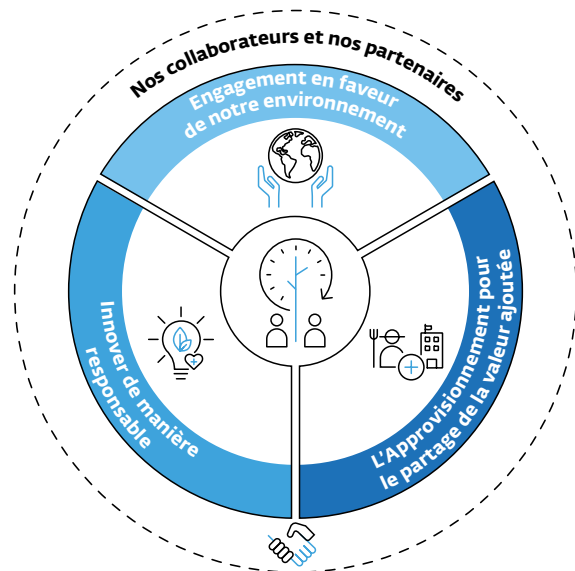 Nos collaborateurs et nos partenaires
Engagement en faveur
de notre environnement
Innover de manière
responsable
L'Approvisionnement pour
le partage de la valeur ajoutée